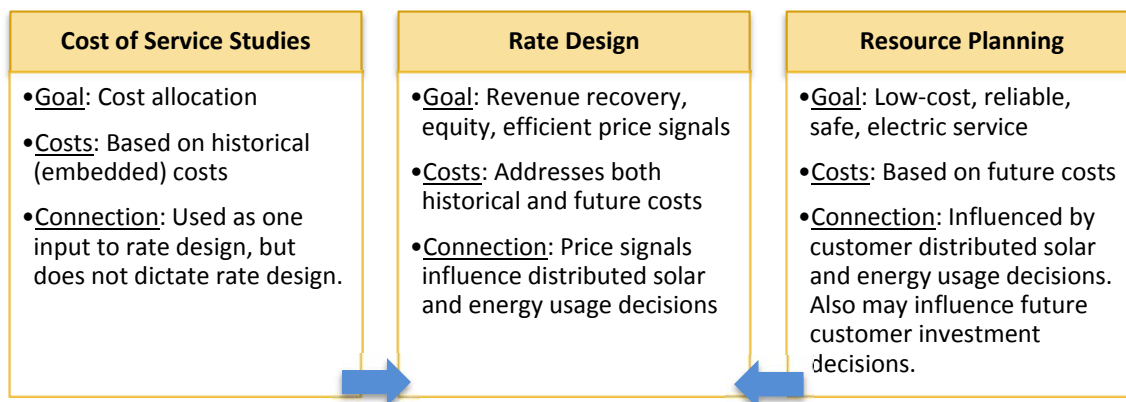 Cost of Service Studies
•Goal: Cost allocation
•Costs: Based on historical
(embedded) costs
•Connection: Used as one
input to rate design, but
does not dictate rate design.
Rate Design
•Goal: Revenue recovery,
equity, efficient price signals
•Costs: Addresses both
historical and future costs
•Connection: Price signals
influence distributed solar
and energy usage decisions
Resource Planning
•Goal: Low-cost, reliable,
safe, electric service
•Costs: Based on future costs
•Connection: Influenced by
customer distributed solar
and energy usage decisions.
Also may influence future
customer investment
decisions.